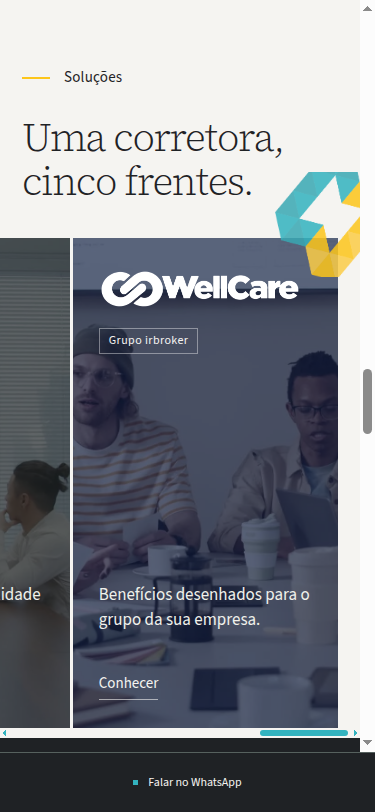 Soluções
Uma corretora,
cinco frentes.
WellCare
Grupo irbroker
idade
Benefícios desenhados para o
grupo da sua empresa.
Conhecer
Falar no WhatsApp